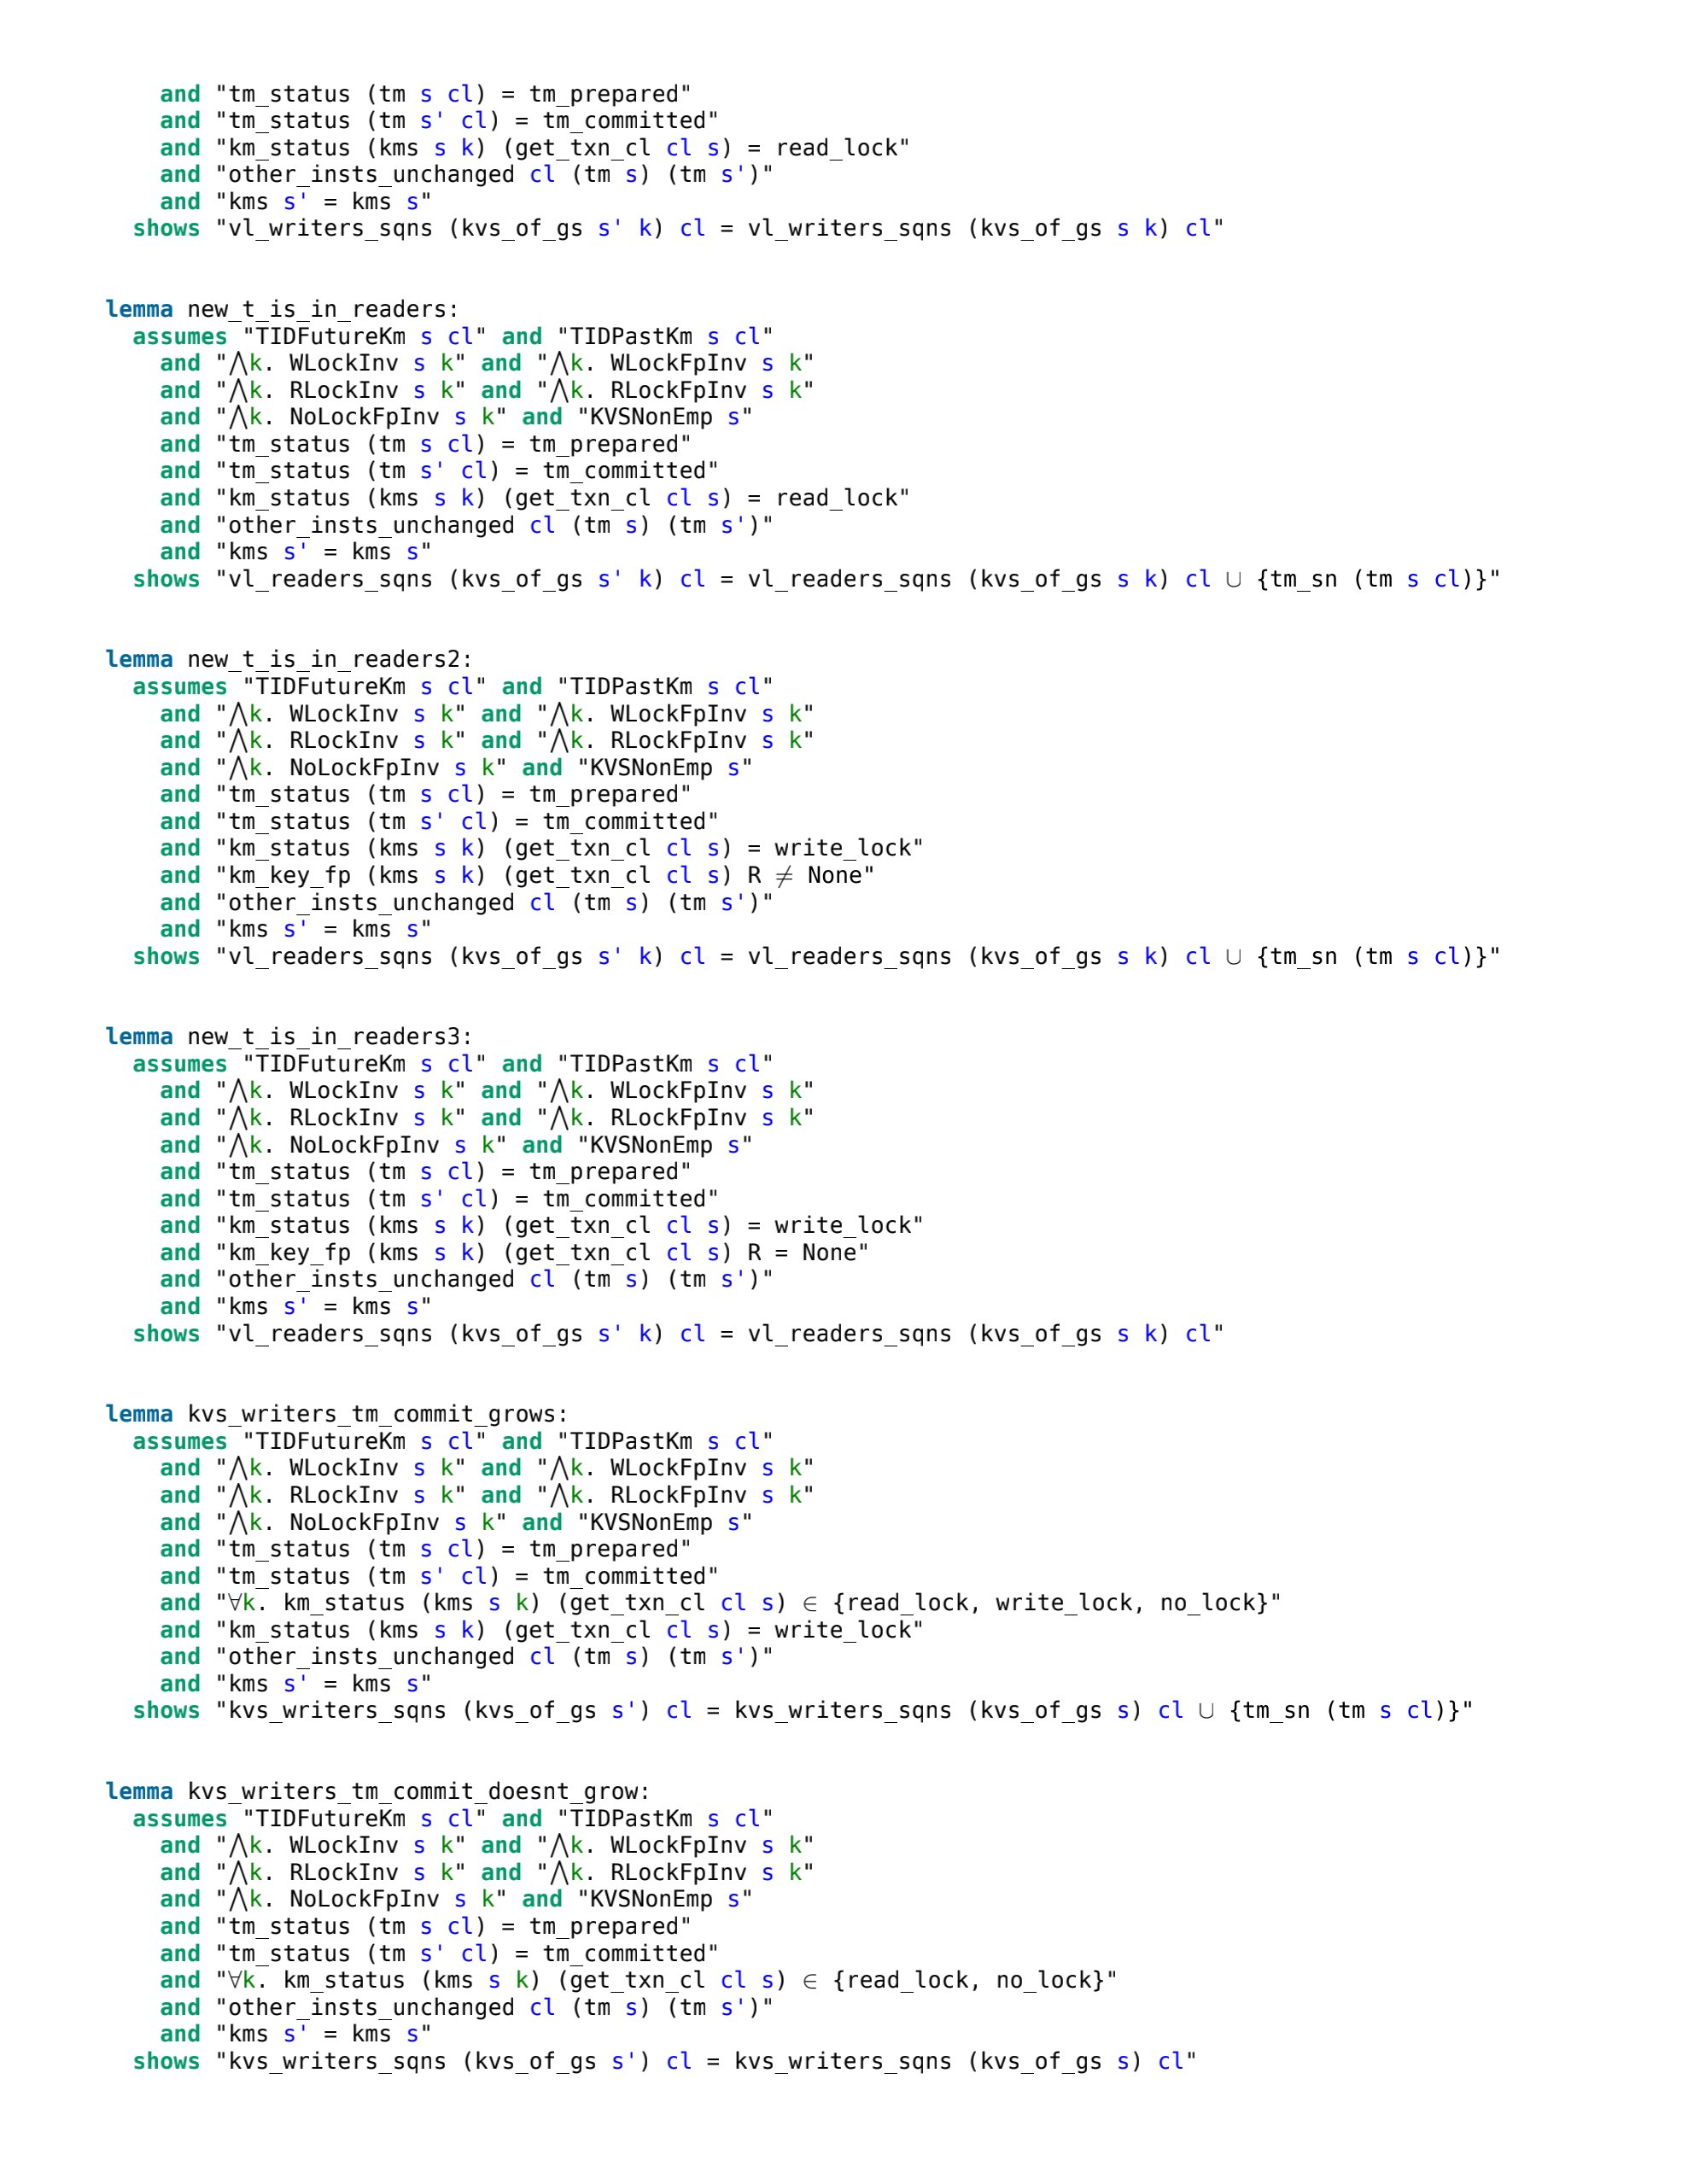 and "tm_status (tm s cl) = tm_prepared"
and "tm_status (tm s' cl) = tm_committed"
and "km_status (kms s k) (get_txn_cl cl s) = read_lock"
and "other_insts_unchanged cl (tm s) (tm s')"
and "kms s' = kms s"
shows "vl_writers_sqns (kvs_of_gs s' k) cl = vl_writers_sqns (kvs_of_gs s k) cl"
lemma new_t_is_in_readers:
assumes "TIDFutureKm s cl" and "TIDPastKm s cl"
and "⋀k. WLockInv s k" and "⋀k. WLockFpInv s k"
and "⋀k. RLockInv s k" and "⋀k. RLockFpInv s k"
and "⋀k. NoLockFpInv s k" and "KVSNonEmp s"
and "tm_status (tm s cl) = tm_prepared"
and "tm_status (tm s' cl) = tm_committed"
and "km_status (kms s k) (get_txn_cl cl s) = read_lock"
and "other_insts_unchanged cl (tm s) (tm s')"
and "kms s' = kms s"
shows "vl_readers_sqns (kvs_of_gs s' k) cl = vl_readers_sqns (kvs_of_gs s k) cl ∪ {tm_sn (tm s cl)}"
lemma new_t_is_in_readers2:
assumes "TIDFutureKm s cl" and "TIDPastKm s cl"
and "⋀k. WLockInv s k" and "⋀k. WLockFpInv s k"
and "⋀k. RLockInv s k" and "⋀k. RLockFpInv s k"
and "⋀k. NoLockFpInv s k" and "KVSNonEmp s"
and "tm_status (tm s cl) = tm_prepared"
and "tm_status (tm s' cl) = tm_committed"
and "km_status (kms s k) (get_txn_cl cl s) = write_lock"
and "km_key_fp (kms s k) (get_txn_cl cl s) R ≠ None"
and "other_insts_unchanged cl (tm s) (tm s')"
and "kms s' = kms s"
shows "vl_readers_sqns (kvs_of_gs s' k) cl = vl_readers_sqns (kvs_of_gs s k) cl ∪ {tm_sn (tm s cl)}"
lemma new_t_is_in_readers3:
assumes "TIDFutureKm s cl" and "TIDPastKm s cl"
and "⋀k. WLockInv s k" and "⋀k. WLockFpInv s k"
and "⋀k. RLockInv s k" and "⋀k. RLockFpInv s k"
and "⋀k. NoLockFpInv s k" and "KVSNonEmp s"
and "tm_status (tm s cl) = tm_prepared"
and "tm_status (tm s' cl) = tm_committed"
and "km_status (kms s k) (get_txn_cl cl s) = write_lock"
and "km_key_fp (kms s k) (get_txn_cl cl s) R = None"
and "other_insts_unchanged cl (tm s) (tm s')"
and "kms s' = kms s"
shows "vl_readers_sqns (kvs_of_gs s' k) cl = vl_readers_sqns (kvs_of_gs s k) cl"
lemma kvs_writers_tm_commit_grows:
assumes "TIDFutureKm s cl" and "TIDPastKm s cl"
and "⋀k. WLockInv s k" and "⋀k. WLockFpInv s k"
and "⋀k. RLockInv s k" and "⋀k. RLockFpInv s k"
and "⋀k. NoLockFpInv s k" and "KVSNonEmp s"
and "tm_status (tm s cl) = tm_prepared"
and "tm_status (tm s' cl) = tm_committed"
and "∀k. km_status (kms s k) (get_txn_cl cl s) ∈ {read_lock, write_lock, no_lock}"
and "km_status (kms s k) (get_txn_cl cl s) = write_lock"
and "other_insts_unchanged cl (tm s) (tm s')"
and "kms s' = kms s"
shows "kvs_writers_sqns (kvs_of_gs s') cl = kvs_writers_sqns (kvs_of_gs s) cl ∪ {tm_sn (tm s cl)}"
lemma kvs_writers_tm_commit_doesnt_grow:
assumes "TIDFutureKm s cl" and "TIDPastKm s cl"
and "⋀k. WLockInv s k" and "⋀k. WLockFpInv s k"
and "⋀k. RLockInv s k" and "⋀k. RLockFpInv s k"
and "⋀k. NoLockFpInv s k" and "KVSNonEmp s"
and "tm_status (tm s cl) = tm_prepared"
and "tm_status (tm s' cl) = tm_committed"
and "∀k. km_status (kms s k) (get_txn_cl cl s) ∈ {read_lock, no_lock}"
and "other_insts_unchanged cl (tm s) (tm s')"
and "kms s' = kms s"
shows "kvs_writers_sqns (kvs_of_gs s') cl = kvs_writers_sqns (kvs_of_gs s) cl"